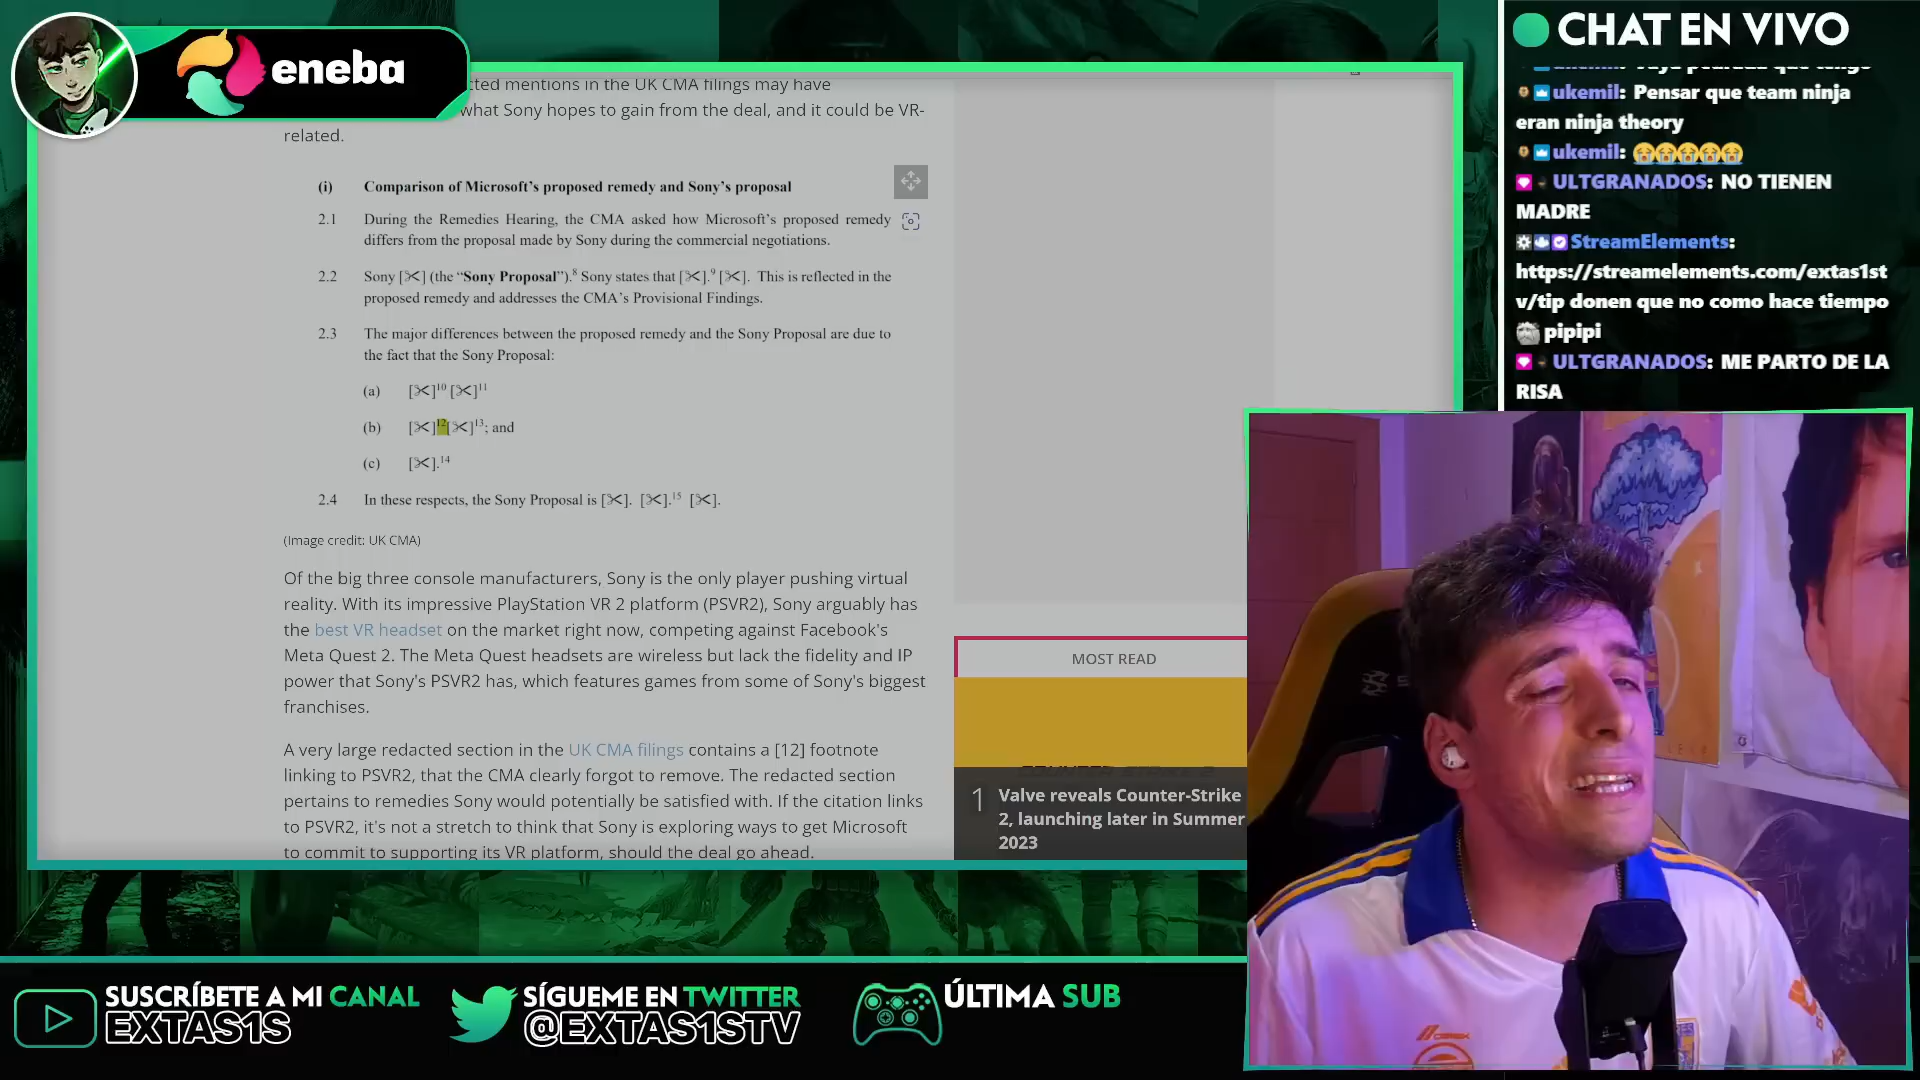 eneba
cted mentions in the UK CMA filings may have
what Sony hopes to gain from the deal, and it could be VR-
related.
(i) Comparison of Microsoft's proposed remedy and Sony's proposal
2.1 During the Remedies Hearing, the CMA asked how Microsoft's proposed remedy
differs from the proposal made by Sony during the commercial negotiations.
2.2 Sony [✂] (the “Sony Proposal”).⁸ Sony states that [✂].⁹ [✂]. This is reflected in the
proposed remedy and addresses the CMA's Provisional Findings.
2.3 The major differences between the proposed remedy and the Sony Proposal are due to
the fact that the Sony Proposal:
(a) [✂]¹⁰ [✂]¹¹
(b) [✂]¹² [✂]¹³; and
(c) [✂].¹⁴
2.4 In these respects, the Sony Proposal is [✂]. [✂].¹⁵ [✂].
(Image credit: UK CMA)
Of the big three console manufacturers, Sony is the only player pushing virtual
reality. With its impressive PlayStation VR 2 platform (PSVR2), Sony arguably has
the best VR headset on the market right now, competing against Facebook's
Meta Quest 2. The Meta Quest headsets are wireless but lack the fidelity and IP
power that Sony's PSVR2 has, which features games from some of Sony's biggest
franchises.
A very large redacted section in the UK CMA filings contains a [12] footnote
linking to PSVR2, that the CMA clearly forgot to remove. The redacted section
pertains to remedies Sony would potentially be satisfied with. If the citation links
to PSVR2, it's not a stretch to think that Sony is exploring ways to get Microsoft
to commit to supporting its VR platform, should the deal go ahead.
MOST READ
COUNTER-STRIKE 2
1 Valve reveals Counter-Strike
2, launching later in Summer
2023
CHAT EN VIVO
ukemil: Vaya pedrada que tengo
ukemil: Pensar que team ninja
eran ninja theory
ukemil: 😭😭😭😭😭
ULTGRANADOS: NO TIENEN
MADRE
StreamElements:
https://streamelements.com/extas1st
v/tip donen que no como hace tiempo
pipipi
ULTGRANADOS: ME PARTO DE LA
RISA
SUSCRÍBETE A MI CANAL
EXTAS1S
SÍGUEME EN TWITTER
@EXTAS1STV
ÚLTIMA SUB